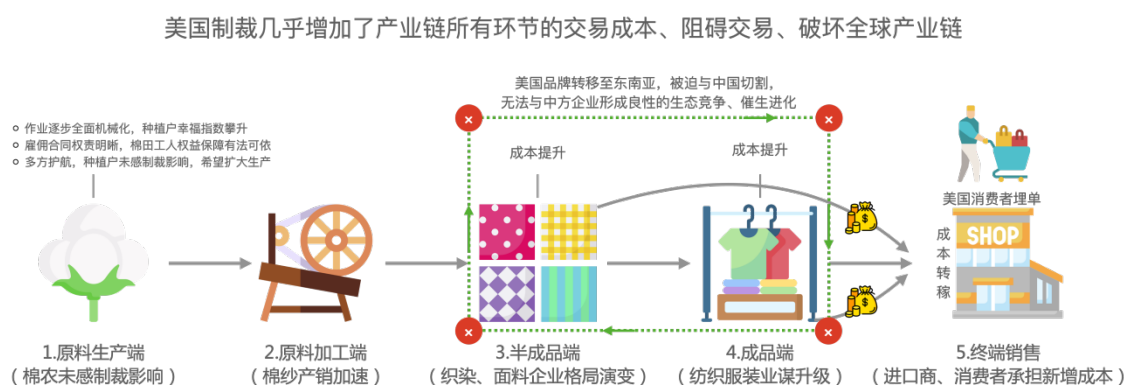 美国制裁几乎增加了产业链所有环节的交易成本、阻碍交易、破坏全球产业链
美国品牌转移至东南亚，被迫与中国切割，
无法与中方企业形成良性的生态竞争、催生进化
作业逐步全面机械化，种植户幸福指数攀升
雇佣合同权责明晰，棉田工人权益保障有法可依
多方护航，种植户未感制裁影响，希望扩大生产
成本提升
成本提升
美国消费者埋单
成本转稼
SHOP
1.原料生产端
（棉农未感制裁影响）
2.原料加工端
（棉纱产销加速）
3.半成品端
（织染、面料企业格局演变）
4.成品端
（纺织服装业谋升级）
5.终端销售
（进口商、消费者承担新增成本）